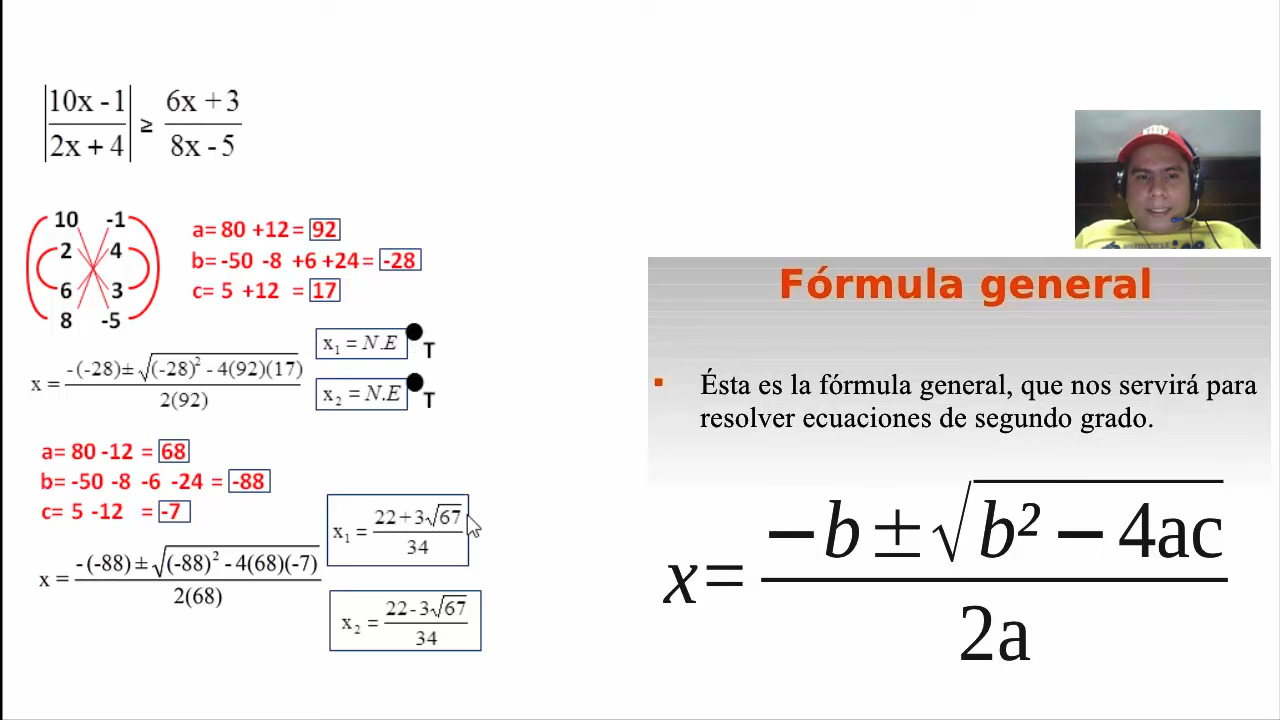 |10x - 1 / 2x + 4| ≥ 6x + 3 / 8x - 5
10 -1
2 4
6 3
8 -5
a= 80 +12 = 92
b= -50 -8 +6 +24 = -28
c= 5 +12 = 17
x = -(-28)± √(-28)² - 4(92)(17) / 2(92)
x₁ = N.E T
x₂ = N.E T
a= 80 -12 = 68
b= -50 -8 -6 -24 = -88
c= 5 -12 = -7
x = -(-88)± √(-88)² - 4(68)(-7) / 2(68)
x₁ = 22+3√67 / 34
x₂ = 22-3√67 / 34
Fórmula general
Ésta es la fórmula general, que nos servirá para
resolver ecuaciones de segundo grado.
x= −b ± √b² − 4ac / 2a